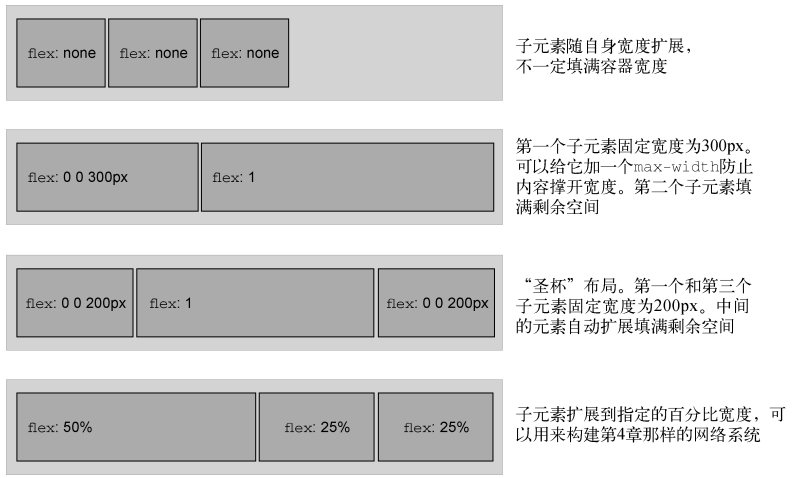 flex: none flex: none flex: none
子元素随自身宽度扩展，
不一定填满容器宽度
flex: 0 0 300px flex: 1
第一个子元素固定宽度为300px。
可以给它加一个max-width防止
内容撑开宽度。第二个子元素填
满剩余空间
flex: 0 0 200px flex: 1 flex: 0 0 200px
“圣杯”布局。第一个和第三个
子元素固定宽度为200px。中间
的元素自动扩展填满剩余空间
flex: 50% flex: 25% flex: 25%
子元素扩展到指定的百分比宽度，可
以用来构建第4章那样的网络系统